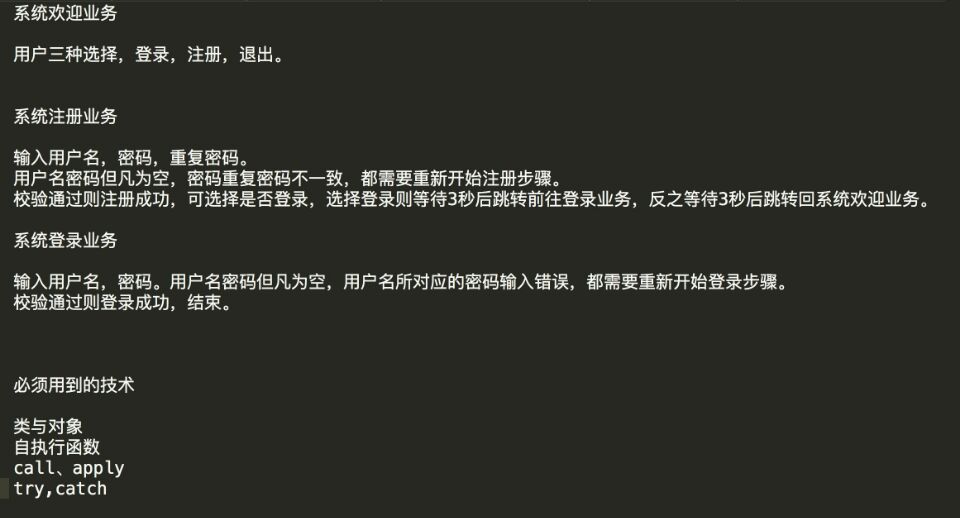 系统欢迎业务
用户三种选择，登录，注册，退出。
系统注册业务
输入用户名，密码，重复密码。
用户名密码但凡为空，密码重复密码不一致，都需要重新开始注册步骤。
校验通过则注册成功，可选择是否登录，选择登录则等待3秒后跳转前往登录业务，反之等待3秒后跳转回系统欢迎业务。
系统登录业务
输入用户名，密码。用户名密码但凡为空，用户名所对应的密码输入错误，都需要重新开始登录步骤。
校验通过则登录成功，结束。
必须用到的技术
类与对象
自执行函数
call、apply
try,catch